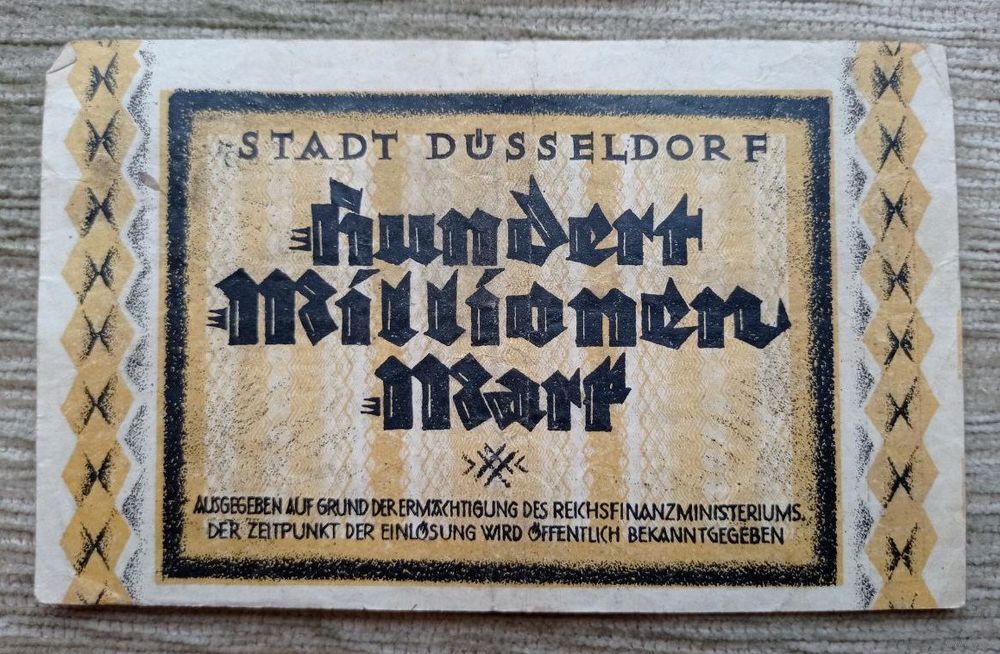 STADT DÜSSELDORF
Hundert
Millionen
Mark
AUSGEGEBEN AUF GRUND DER ERMÄCHTIGUNG DES REICHSFINANZMINISTERIUMS.
DER ZEITPUNKT DER EINLÖSUNG WIRD ÖFFENTLICH BEKANNTGEGEBEN